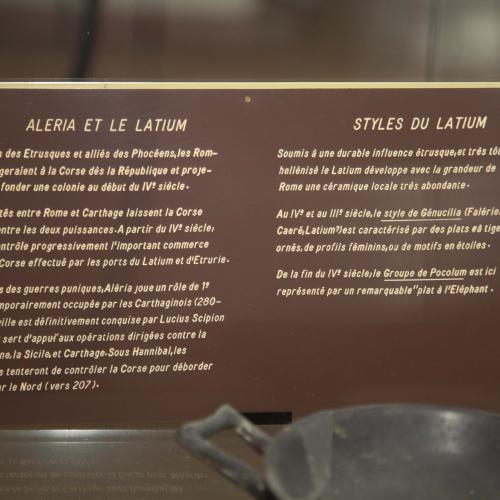 ALERIA ET LE LATIUM
s des Etrusques et alliés des Phocéens, les Rom-
geraient à la Corse dès la République et proje-
fonder une colonie au début du IVᵉ siècle.
tés entre Rome et Carthage laissent la Corse
entre les deux puissances. A partir du IVᵉ siècle,
ntrôle progressivement l'important commerce
Corse effectué par les ports du Latium et d'Etrurie.
s des guerres puniques, Aléria joue un rôle de 1ᵉ
mporairement occupée par les Carthaginois (280-
ville est définitivement conquise par Lucius Scipion
sert d'appui aux opérations dirigées contre la
ne, la Sicile, et Carthage. Sous Hannibal, les
s tenteront de contrôler la Corse pour déborder
r le Nord (vers 207).
STYLES DU LATIUM
Soumis à une durable influence étrusque, et très tô
hellénisé le Latium développe avec la grandeur de
Rome une céramique locale très abondante.
Au IVᵉ et au IIIᵉ siècle, le style de Génucilia (Falérie
Caeré, Latium?) est caractérisé par des plats à tige
ornés, de profils féminins, ou de motifs en étoiles.
De la fin du IVᵉ siècle, le Groupe de Pocolum est ici
représenté par un remarquable "plat à l'Eléphant.